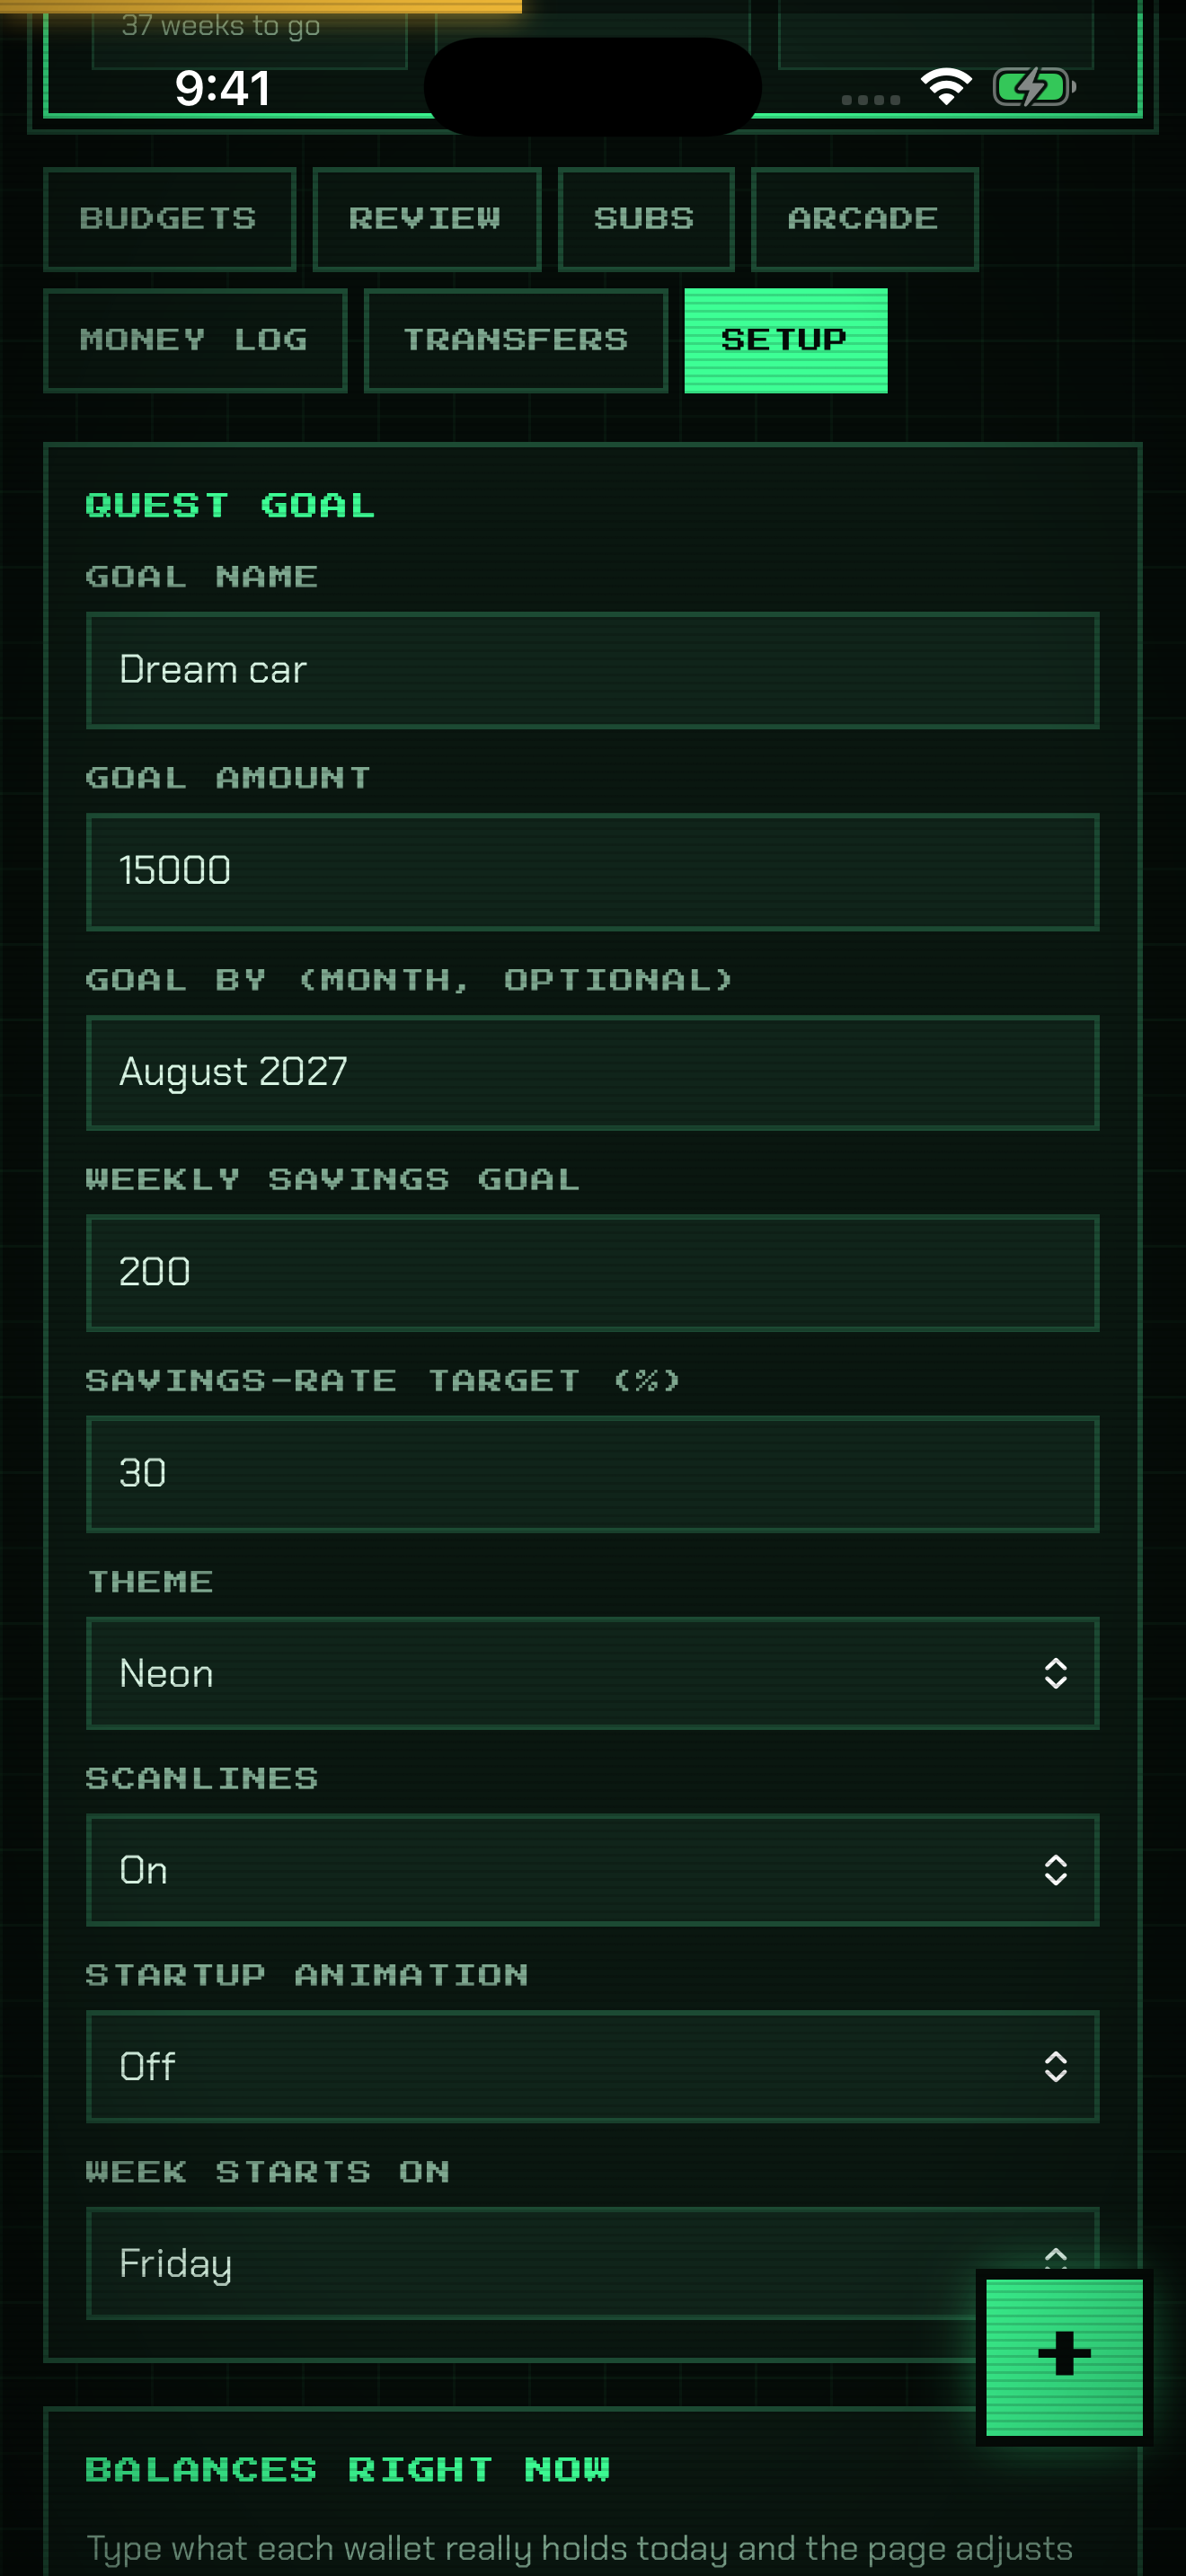 37 weeks to go
9:41
BUDGETS
REVIEW
SUBS
ARCADE
MONEY LOG
TRANSFERS
SETUP
QUEST GOAL
GOAL NAME
Dream car
GOAL AMOUNT
15000
GOAL BY (MONTH, OPTIONAL)
August 2027
WEEKLY SAVINGS GOAL
200
SAVINGS-RATE TARGET (%)
30
THEME
Neon
SCANLINES
On
STARTUP ANIMATION
Off
WEEK STARTS ON
Friday
+
BALANCES RIGHT NOW
Type what each wallet really holds today and the page adjusts